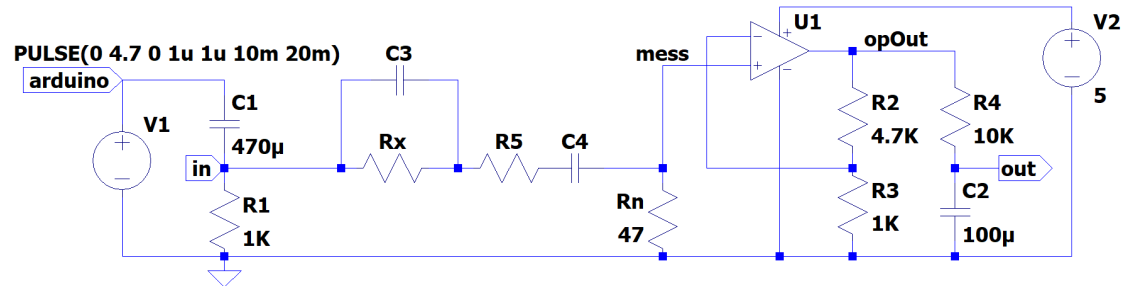 PULSE(0 4.7 0 1u 1u 10m 20m)
arduino
V1
C1
470µ
in
R1
1K
C3
Rx
R5
C4
mess
Rn
47
U1
opOut
R2
4.7K
R3
1K
R4
10K
out
C2
100µ
V2
5